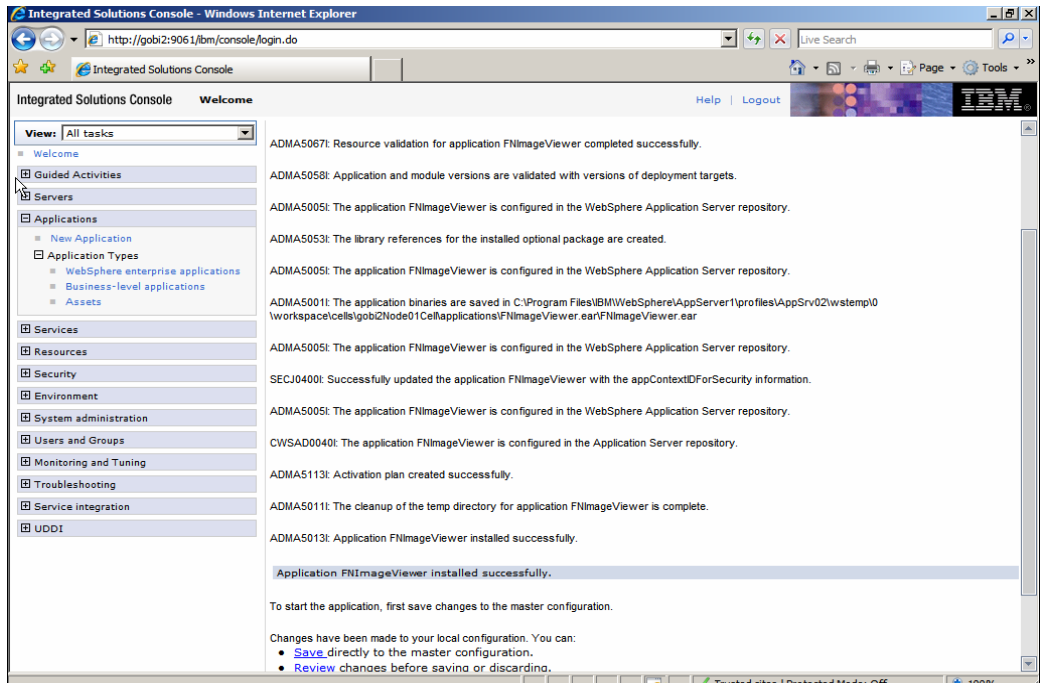 Integrated Solutions Console - Windows Internet Explorer
http://gobi2:9061/ibm/console/login.do
Live Search
Integrated Solutions Console
Page
Tools
Integrated Solutions Console Welcome
Help | Logout
IBM
View: All tasks
Welcome
Guided Activities
Servers
Applications
New Application
Application Types
WebSphere enterprise applications
Business-level applications
Assets
Services
Resources
Security
Environment
System administration
Users and Groups
Monitoring and Tuning
Troubleshooting
Service integration
UDDI
ADMA5067I: Resource validation for application FNImageViewer completed successfully.
ADMA5058I: Application and module versions are validated with versions of deployment targets.
ADMA5005I: The application FNImageViewer is configured in the WebSphere Application Server repository.
ADMA5053I: The library references for the installed optional package are created.
ADMA5005I: The application FNImageViewer is configured in the WebSphere Application Server repository.
ADMA5001I: The application binaries are saved in C:\Program Files\IBM\WebSphere\AppServer1\profiles\AppSrv02\wstemp\0
\workspace\cells\gobi2Node01Cell\applications\FNImageViewer.ear\FNImageViewer.ear
ADMA5005I: The application FNImageViewer is configured in the WebSphere Application Server repository.
SECJ0400I: Successfully updated the application FNImageViewer with the appContextIDForSecurity information.
ADMA5005I: The application FNImageViewer is configured in the WebSphere Application Server repository.
CWSAD0040I: The application FNImageViewer is configured in the Application Server repository.
ADMA5113I: Activation plan created successfully.
ADMA5011I: The cleanup of the temp directory for application FNImageViewer is complete.
ADMA5013I: Application FNImageViewer installed successfully.
Application FNImageViewer installed successfully.
To start the application, first save changes to the master configuration.
Changes have been made to your local configuration. You can:
Save directly to the master configuration.
Review changes before saving or discarding.
Trusted sites | Protected Mode: Off
100%